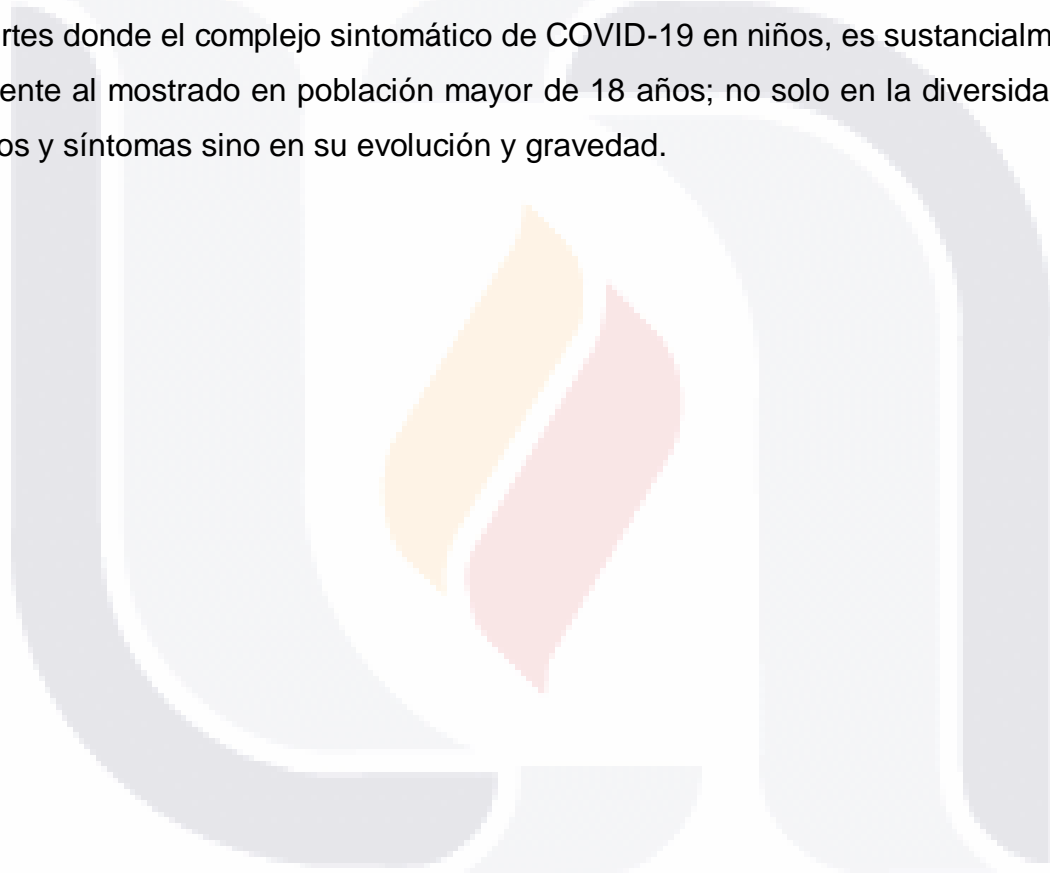 rtes donde el complejo sintomático de COVID-19 en niños, es sustancialm
ente al mostrado en población mayor de 18 años; no solo en la diversida
os y síntomas sino en su evolución y gravedad.